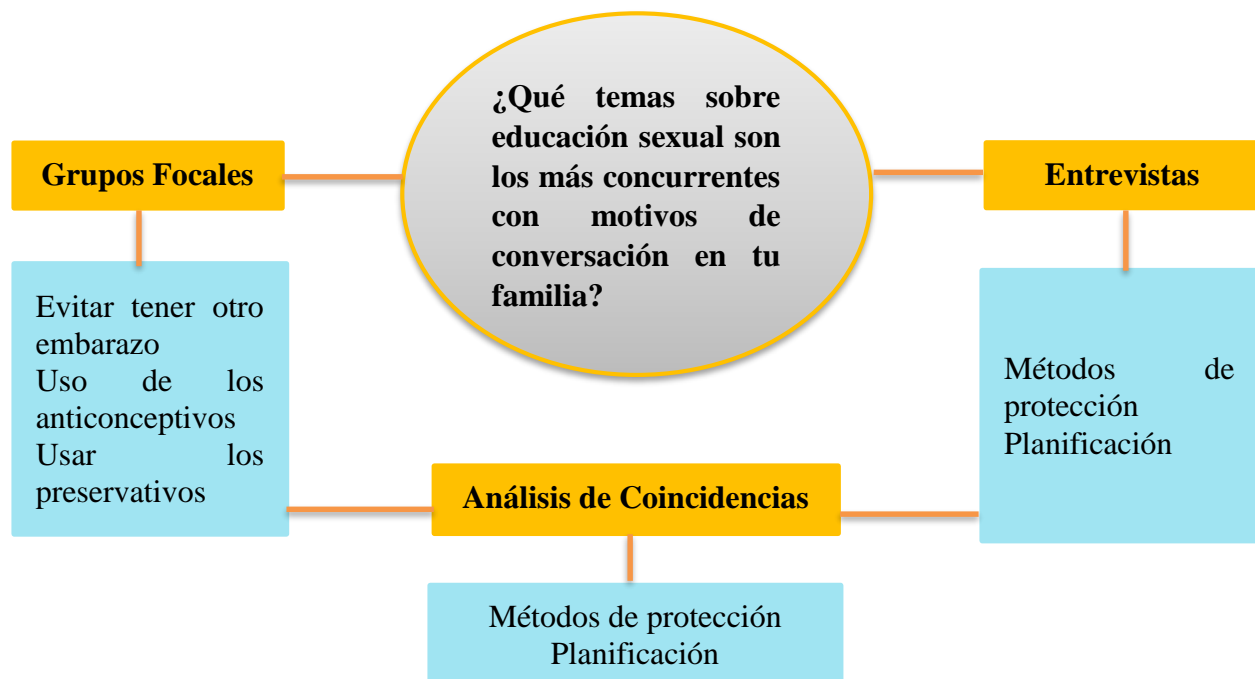 ¿Qué temas sobre
educación sexual son
los más concurrentes
con motivos de
conversación en tu
familia?
Grupos Focales
Entrevistas
Evitar tener otro
embarazo
Uso de los
anticonceptivos
Usar los
preservativos
Métodos de
protección
Planificación
Análisis de Coincidencias
Métodos de protección
Planificación